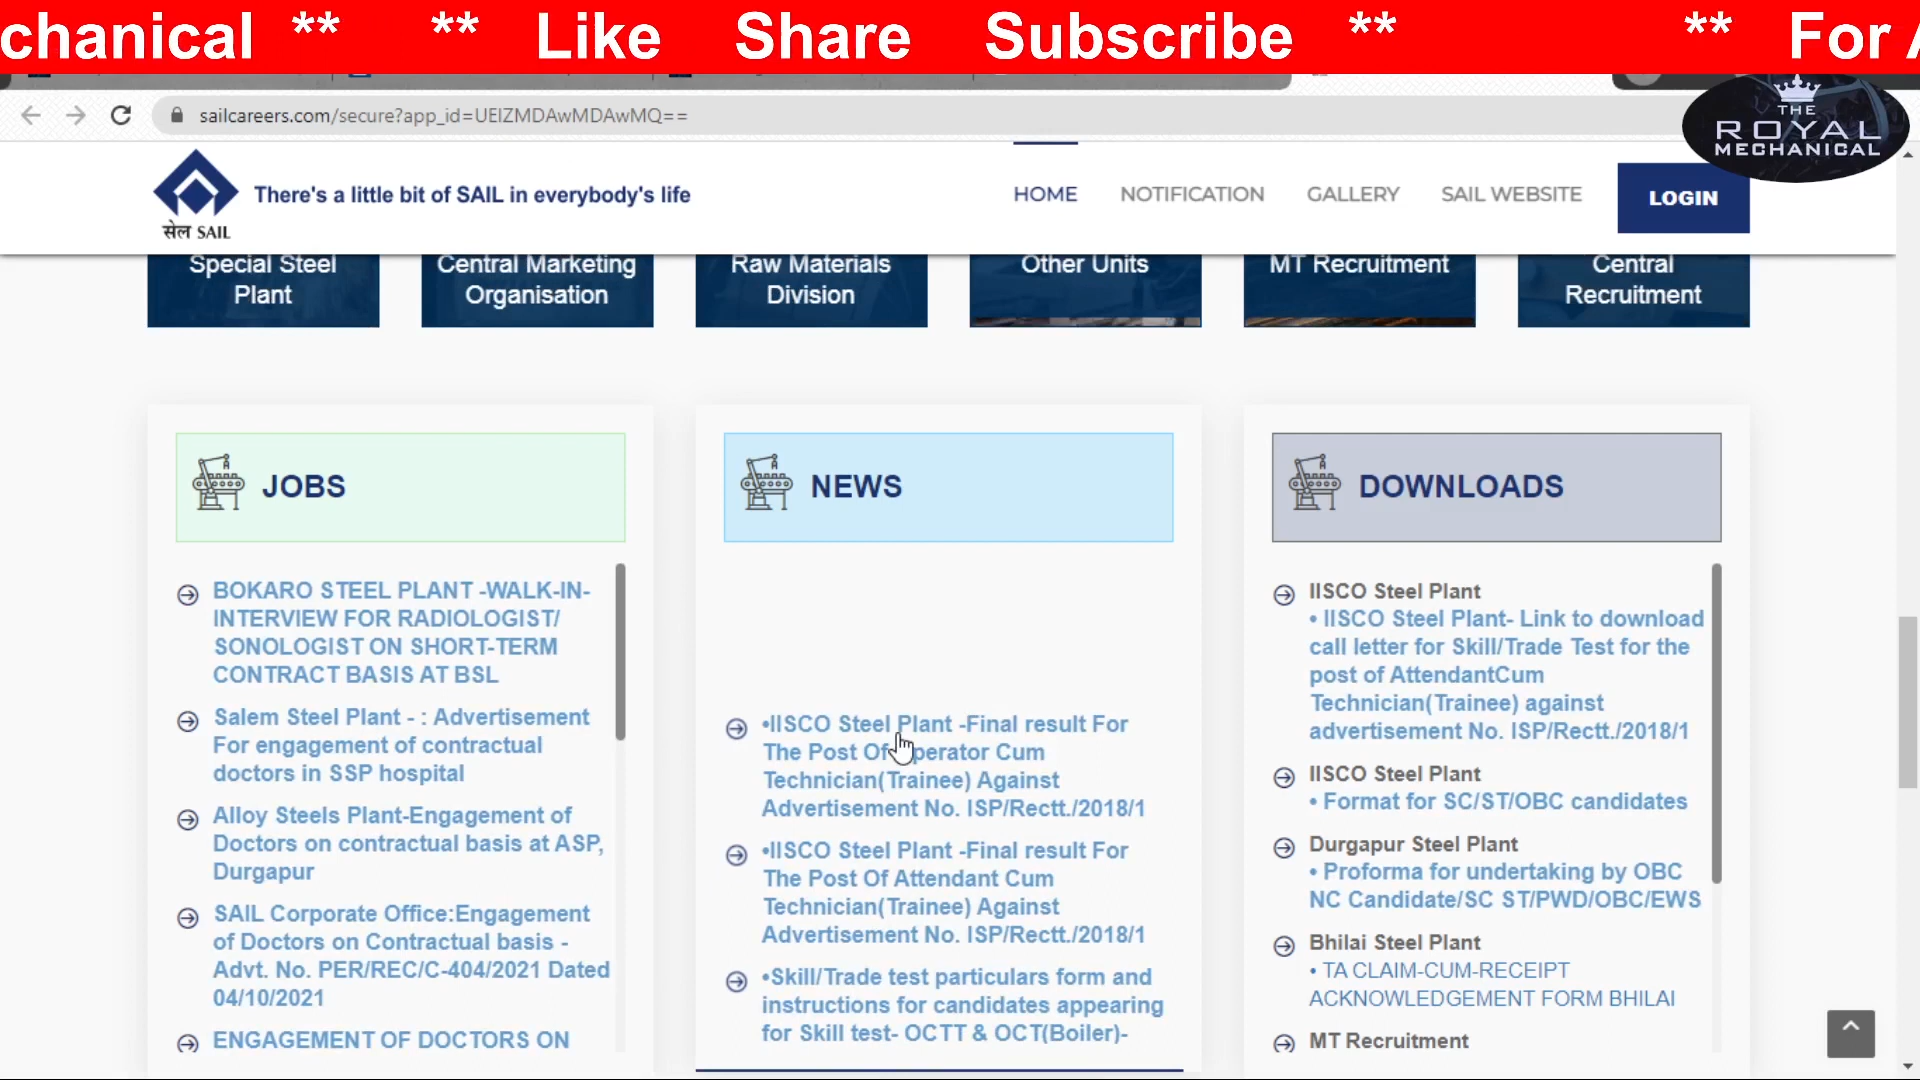 chanical ** ** Like Share Subscribe ** ** For A
sailcareers.com/secure?app_id=UEIZMDAwMDAwMQ==
THE
ROYAL
MECHANICAL
सेल SAIL
There's a little bit of SAIL in everybody's life
HOME
NOTIFICATION
GALLERY
SAIL WEBSITE
LOGIN
Special Steel
Plant
Central Marketing
Organisation
Raw Materials
Division
Other Units
MT Recruitment
Central
Recruitment
JOBS
BOKARO STEEL PLANT -WALK-IN-
INTERVIEW FOR RADIOLOGIST/
SONOLOGIST ON SHORT-TERM
CONTRACT BASIS AT BSL
Salem Steel Plant - : Advertisement
For engagement of contractual
doctors in SSP hospital
Alloy Steels Plant-Engagement of
Doctors on contractual basis at ASP,
Durgapur
SAIL Corporate Office:Engagement
of Doctors on Contractual basis -
Advt. No. PER/REC/C-404/2021 Dated
04/10/2021
ENGAGEMENT OF DOCTORS ON
NEWS
•IISCO Steel Plant -Final result For
The Post Of Operator Cum
Technician(Trainee) Against
Advertisement No. ISP/Rectt./2018/1
•IISCO Steel Plant -Final result For
The Post Of Attendant Cum
Technician(Trainee) Against
Advertisement No. ISP/Rectt./2018/1
•Skill/Trade test particulars form and
instructions for candidates appearing
for Skill test- OCTT & OCT(Boiler)-
DOWNLOADS
IISCO Steel Plant
• IISCO Steel Plant- Link to download
call letter for Skill/Trade Test for the
post of AttendantCum
Technician(Trainee) against
advertisement No. ISP/Rectt./2018/1
IISCO Steel Plant
• Format for SC/ST/OBC candidates
Durgapur Steel Plant
• Proforma for undertaking by OBC
NC Candidate/SC ST/PWD/OBC/EWS
Bhilai Steel Plant
• TA CLAIM-CUM-RECEIPT
ACKNOWLEDGEMENT FORM BHILAI
MT Recruitment